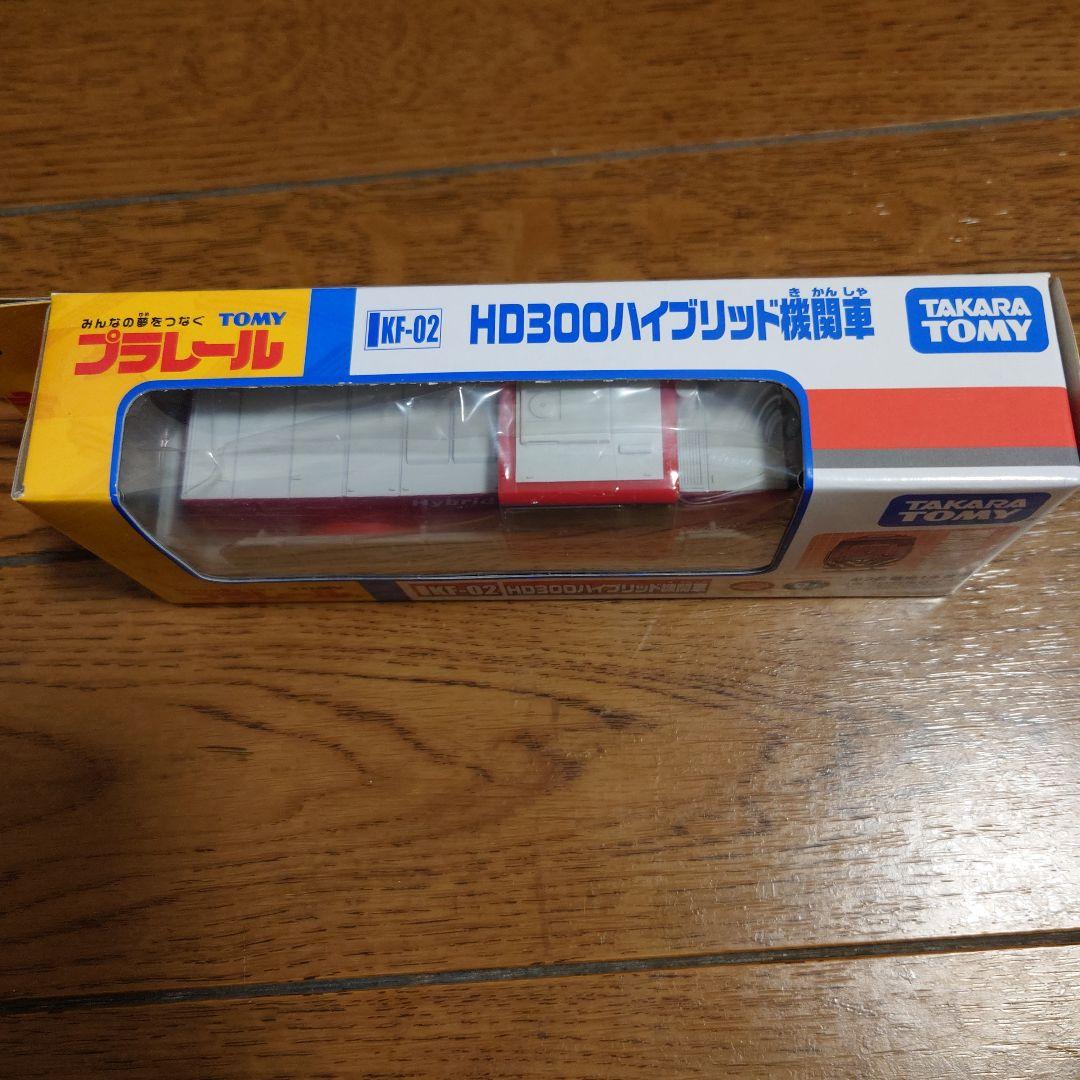 みんなの夢をつなぐ TOMY
プラレール
KF-02 HD300ハイブリッド機関車
き かん しゃ
TAKARA
TOMY
Hybrid
TAKARA
TOMY
KF-02 HD300ハイブリッド機関車